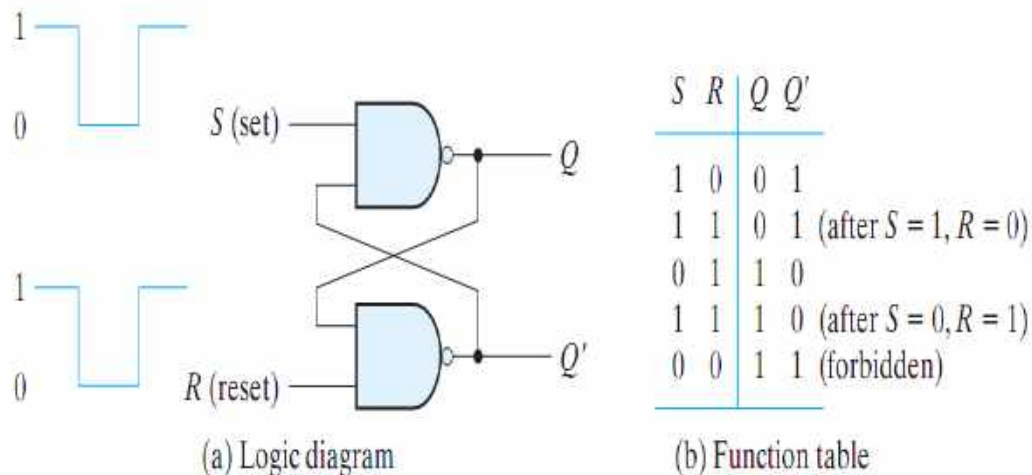 1
0
S (set)
Q
1
0
R (reset)
Q'
(a) Logic diagram
S R Q Q'
1 0 0 1
1 1 0 1 (after S = 1, R = 0)
0 1 1 0
1 1 1 0 (after S = 0, R = 1)
0 0 1 1 (forbidden)
(b) Function table